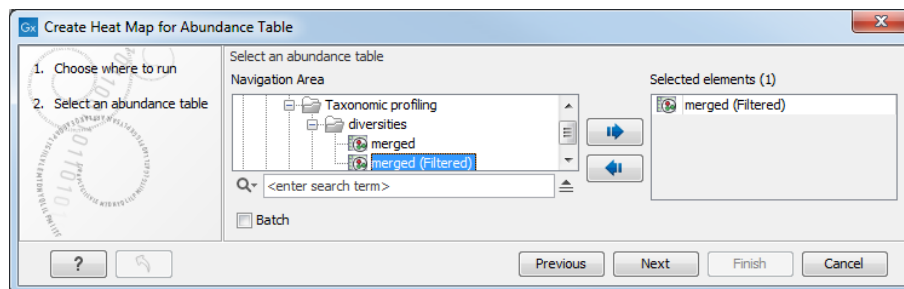 Gx Create Heat Map for Abundance Table
1. Choose where to run
2. Select an abundance table
Select an abundance table
Navigation Area
Taxonomic profiling
diversities
merged
merged (Filtered)
<enter search term>
Batch
Selected elements (1)
merged (Filtered)
?
Previous
Next
Finish
Cancel